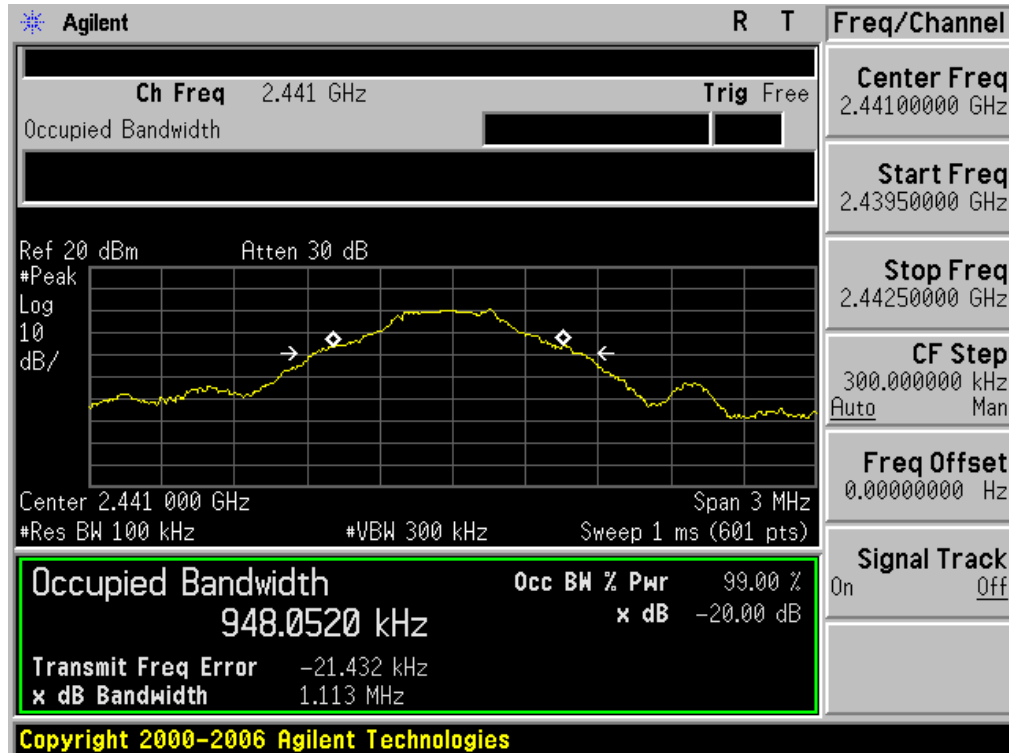 Agilent R T
Freq/Channel
Ch Freq 2.441 GHz Trig Free
Occupied Bandwidth
Center Freq
2.44100000 GHz
Start Freq
2.43950000 GHz
Stop Freq
2.44250000 GHz
CF Step
300.000000 kHz
Auto Man
Freq Offset
0.00000000 Hz
Signal Track
On Off
Ref 20 dBm Atten 30 dB
#Peak
Log
10
dB/
Center 2.441 000 GHz Span 3 MHz
#Res BW 100 kHz #VBW 300 kHz Sweep 1 ms (601 pts)
Occupied Bandwidth
948.0520 kHz
Occ BW % Pwr 99.00 %
x dB -20.00 dB
Transmit Freq Error -21.432 kHz
x dB Bandwidth 1.113 MHz
Copyright 2000-2006 Agilent Technologies